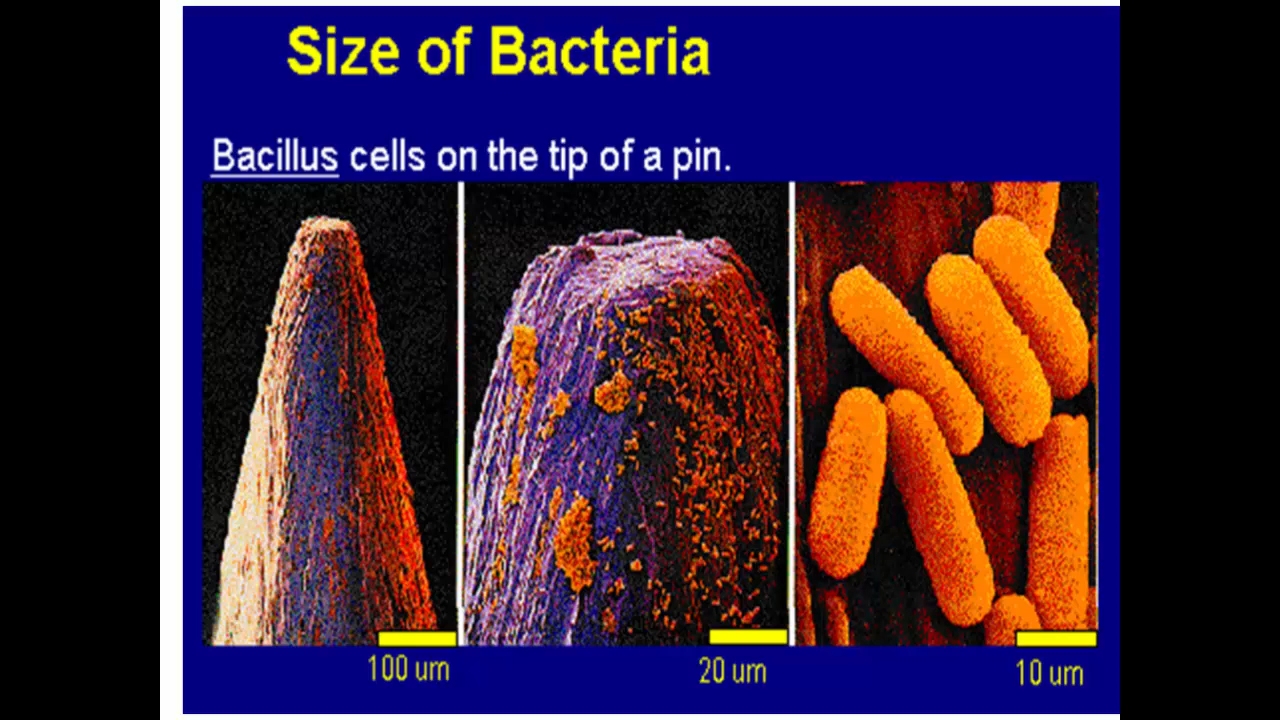 Size of Bacteria
Bacillus cells on the tip of a pin.
100 um
20 um
10 um